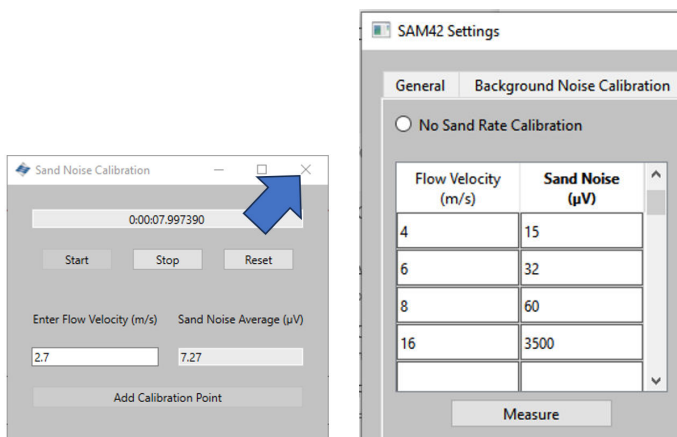 Sand Noise Calibration
0:00:07.997390
Start Stop Reset
Enter Flow Velocity (m/s) Sand Noise Average (µV)
2.7 7.27
Add Calibration Point
SAM42 Settings
General Background Noise Calibration
No Sand Rate Calibration
Flow Velocity Sand Noise
(m/s) (µV)
4 15
6 32
8 60
16 3500
Measure